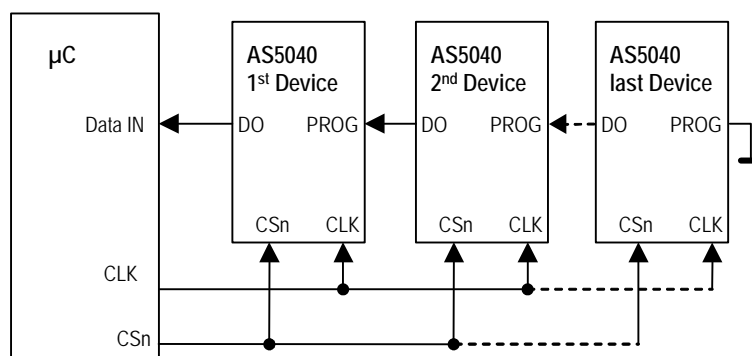 µC
Data IN
CLK
CSn
AS5040
1st Device
DO PROG
CSn CLK
AS5040
2nd Device
DO PROG
CSn CLK
AS5040
last Device
DO PROG
CSn CLK